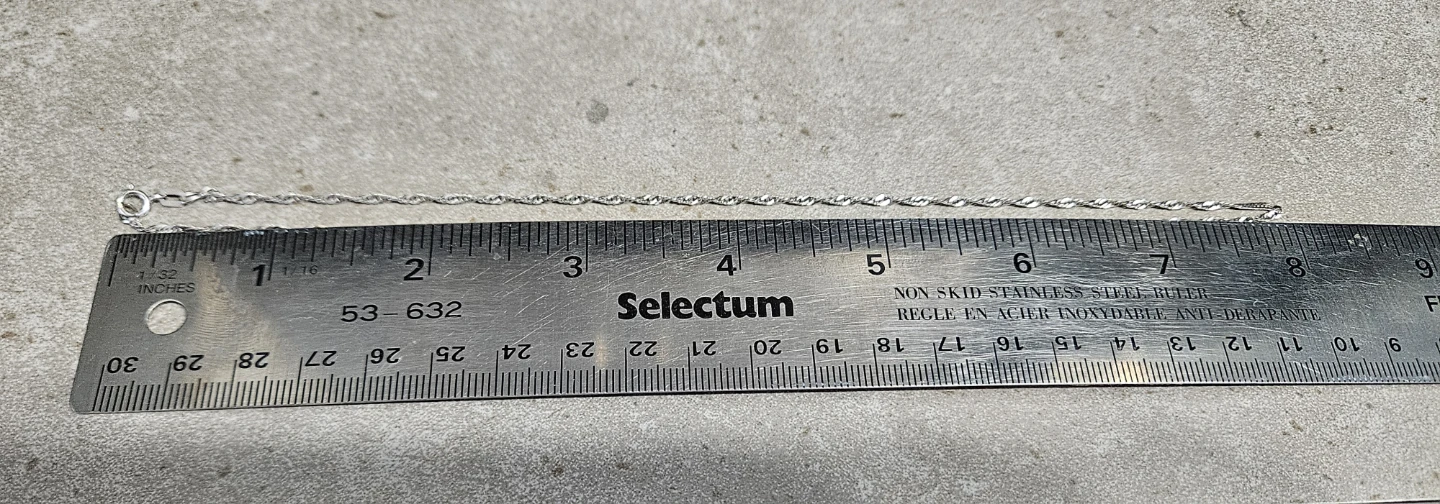 1 2 3 4 5 6 7 8 9
1/32 1/16
INCHES
53-632
Selectum
NON SKID STAINLESS STEEL RULER
REGLE EN ACIER INOXYDABLE ANTI-DERAPANTE
30 29 28 27 26 25 24 23 22 21 20 19 18 17 16 15 14 13 12 11 10 9